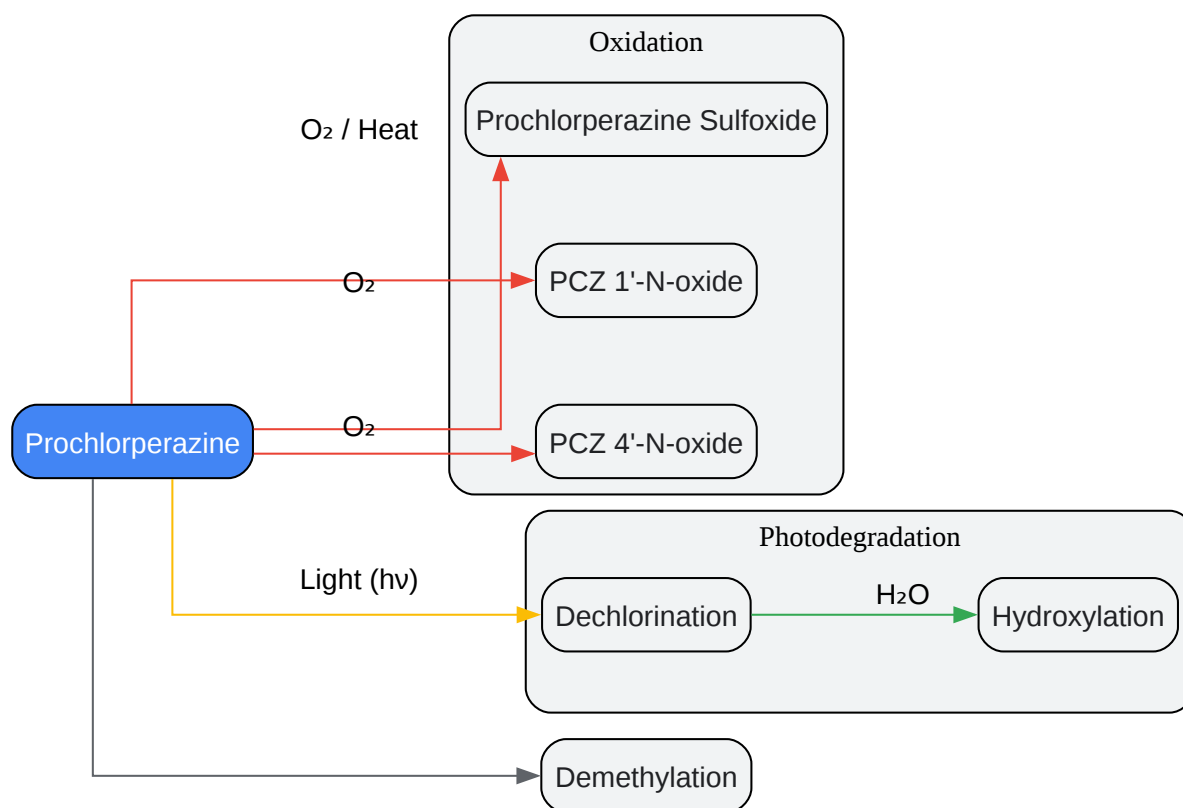 Oxidation
Prochlorperazine Sulfoxide
O₂ / Heat
PCZ 1'-N-oxide
O₂
O₂
PCZ 4'-N-oxide
Prochlorperazine
Photodegradation
Light (hν)
Dechlorination
H₂O
Hydroxylation
Demethylation